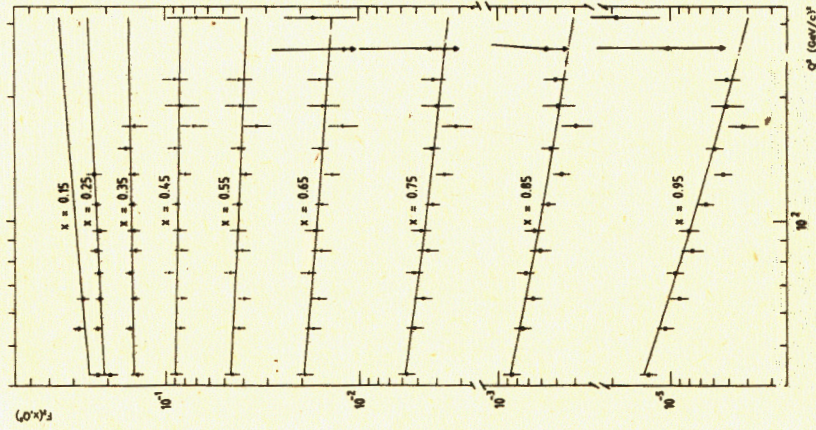 F₂(x,Q²)
10⁻¹
10⁻²
10⁻³
10⁻⁵
x = 0.15
x = 0.25
x = 0.35
x = 0.45
x = 0.55
x = 0.65
x = 0.75
x = 0.85
x = 0.95
10²
Q² (GeV/c)²